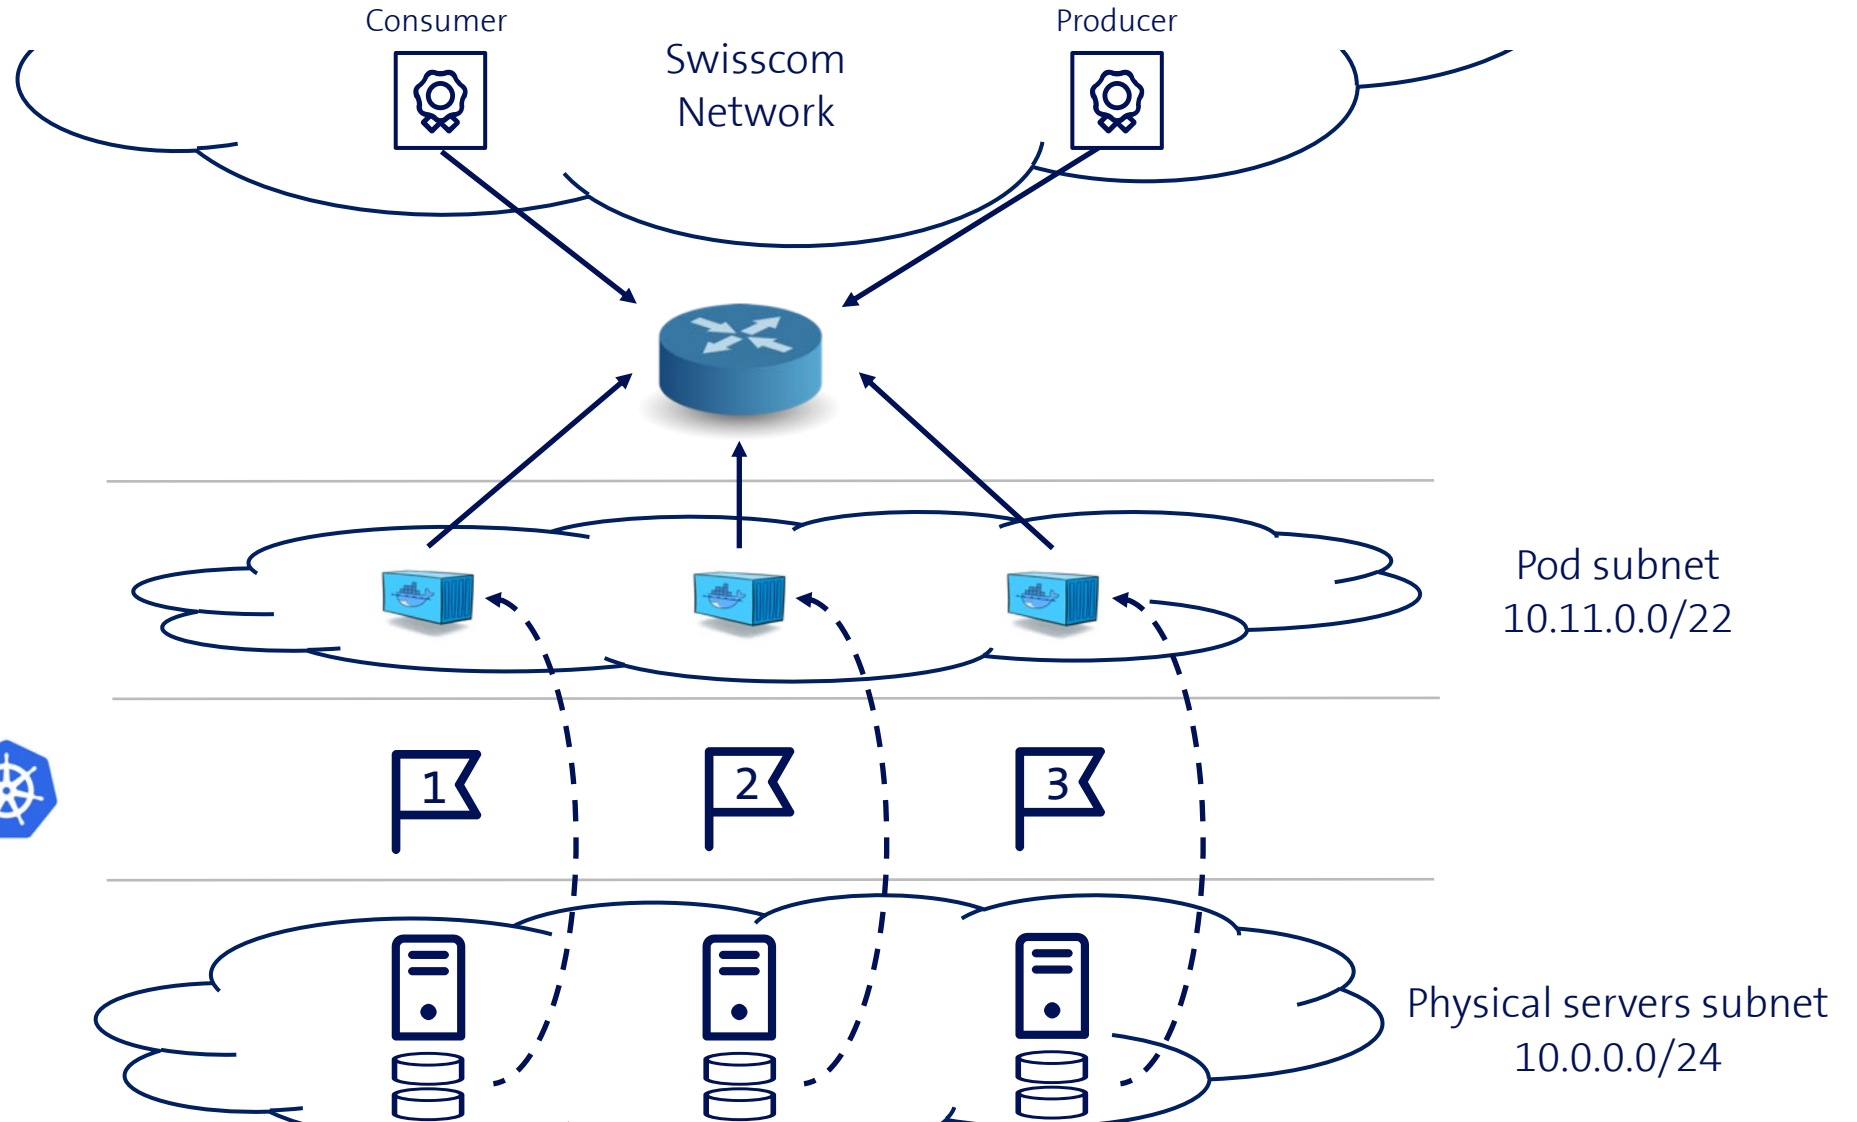 Consumer
Producer
Swisscom
Network
Pod subnet
10.11.0.0/22
1
2
3
Physical servers subnet
10.0.0.0/24